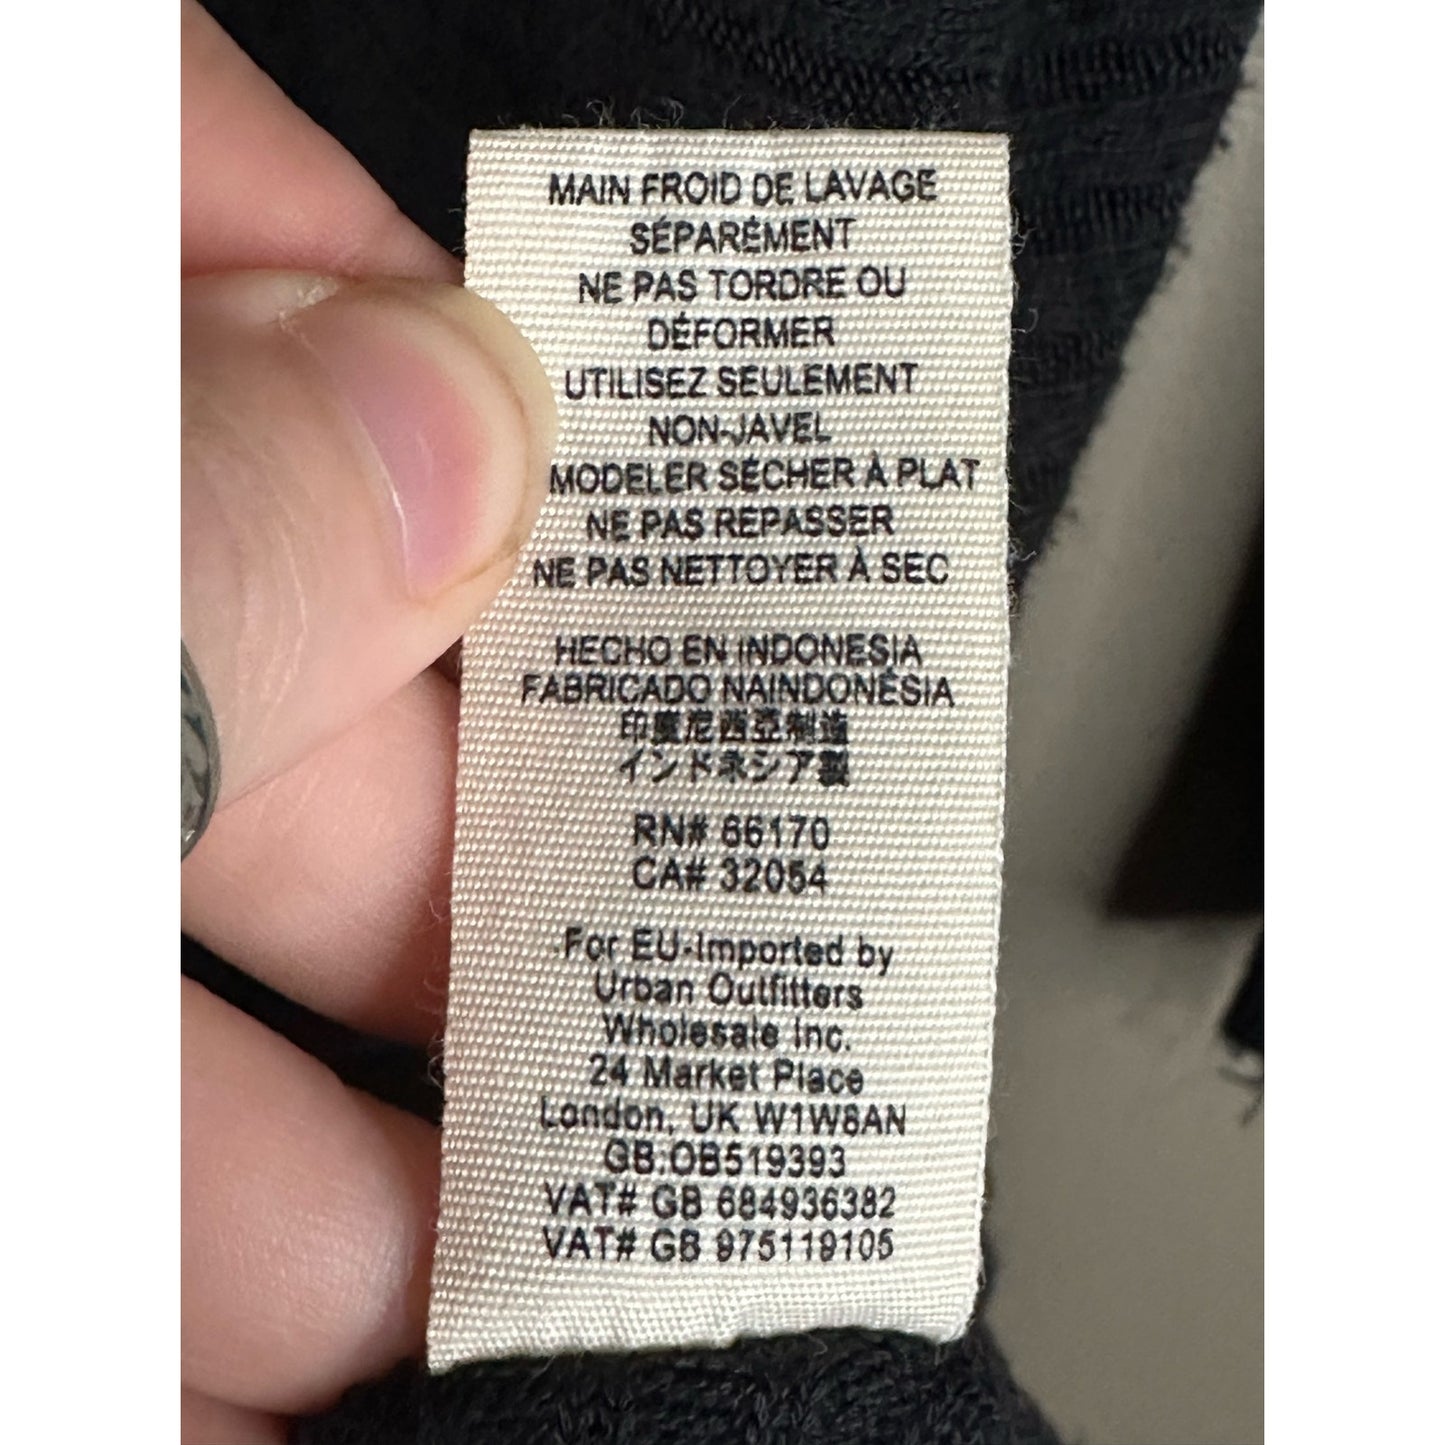 MAIN FROID DE LAVAGE
SÉPARÉMENT
NE PAS TORDRE OU
DÉFORMER
UTILISEZ SEULEMENT
NON-JAVEL
MODELER SÉCHER À PLAT
NE PAS REPASSER
NE PAS NETTOYER À SEC
HECHO EN INDONESIA
FABRICADO NAINDONÉSIA
印度尼西亞制造
インドネシア製
RN# 66170
CA# 32054
For EU-Imported by
Urban Outfitters
Wholesale Inc.
24 Market Place
London, UK W1W8AN
GB:OB519393
VAT# GB 684936382
VAT# GB 975119105